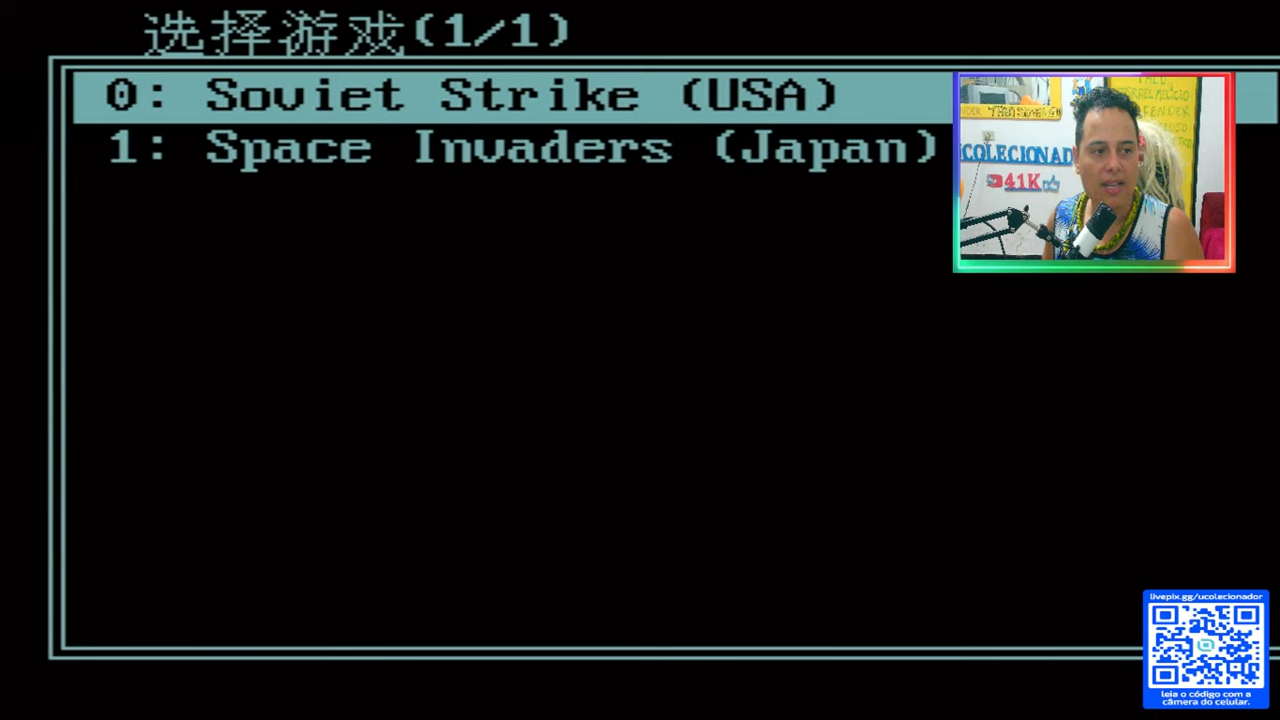 选择游戏(1/1)
0: Soviet Strike (USA)
1: Space Invaders (Japan)
UCOLECIONAD
41K
livepix.gg/ucolecionador
leia o código com a
câmera do celular.